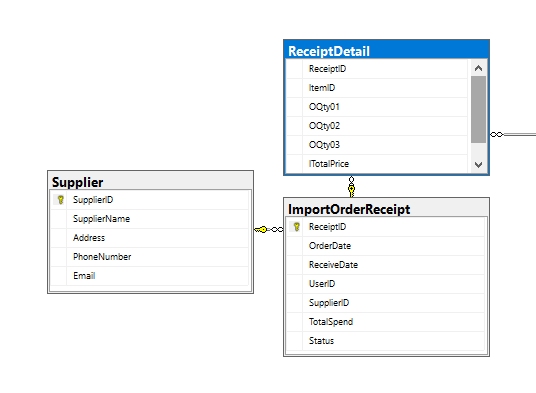 ReceiptDetail
ReceiptID
ItemID
OQty01
OQty02
OQty03
ITotalPrice
Supplier
SupplierID
SupplierName
Address
PhoneNumber
Email
ImportOrderReceipt
ReceiptID
OrderDate
ReceiveDate
UserID
SupplierID
TotalSpend
Status